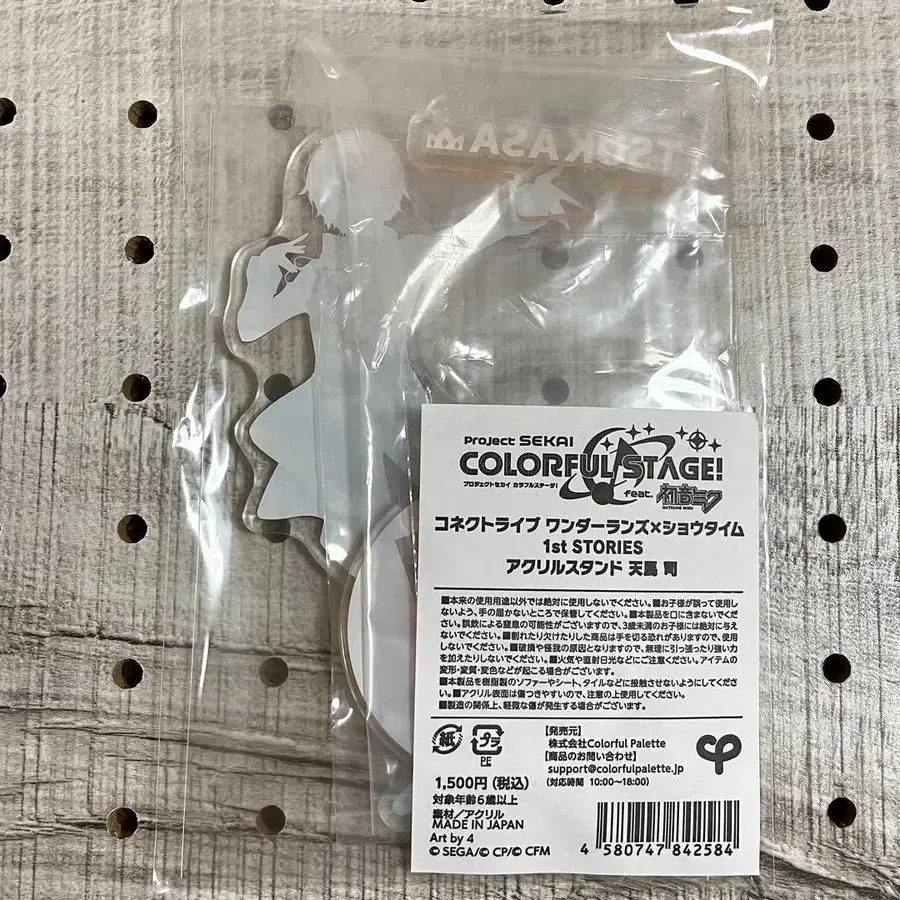 TSUKASA
Project SEKAI
COLORFUL STAGE!
プロジェクトセカイ カラフルステージ!
feat. 初音ミク
HATSUNE MIKU
コネクトライブ ワンダーランズ×ショウタイム
1st STORIES
アクリルスタンド 天馬 司
■本来の使用用途以外では絶対に使用しないでください。■お子様が誤って使用し
ないよう、手の届かないところで保管してください。■本製品を口に含まないでくだ
さい。誤飲による窒息の可能性がございますので、3歳未満のお子様には絶対に与え
ないでください。■割れたり欠けたりした商品は手を切る恐れがありますので、使用
しないでください。■破損や怪我の原因となりますので、無理に引っ張ったり強い力
を加えたりしないでください。■火気や直射日光などにご注意ください。アイテムの
変形・変質・変色などが起こる場合がございます。
■本製品を樹脂製のソファーやシート、タイルなどに接触させないようにしてくださ
い。■アクリル表面は傷つきやすいので、注意の上使用してください。
■製造の関係上、軽微な傷が発生する場合がございます。
紙
プラ
PE
【発売元】
株式会社Colorful Palette
【商品のお問い合わせ】
support@colorfulpalette.jp
(対応時間 10:00~18:00)
cp
1,500円(税込)
対象年齢6歳以上
素材/アクリル
MADE IN JAPAN
Art by 4
© SEGA/© CP/© CFM
4 580747 842584